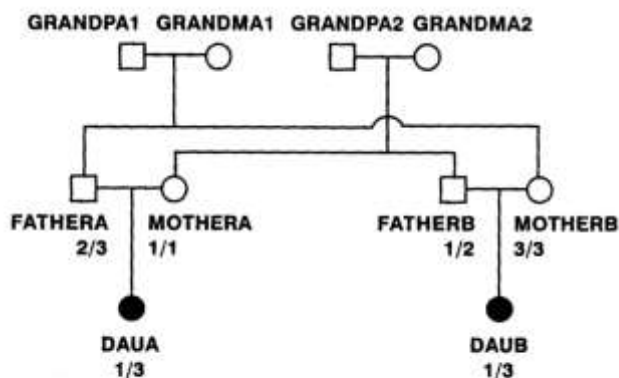 GRANDPA1 GRANDMA1 GRANDPA2 GRANDMA2
FATHERA MOTHERA FATHERB MOTHERB
2/3 1/1 1/2 3/3
DAUA DAUB
1/3 1/3